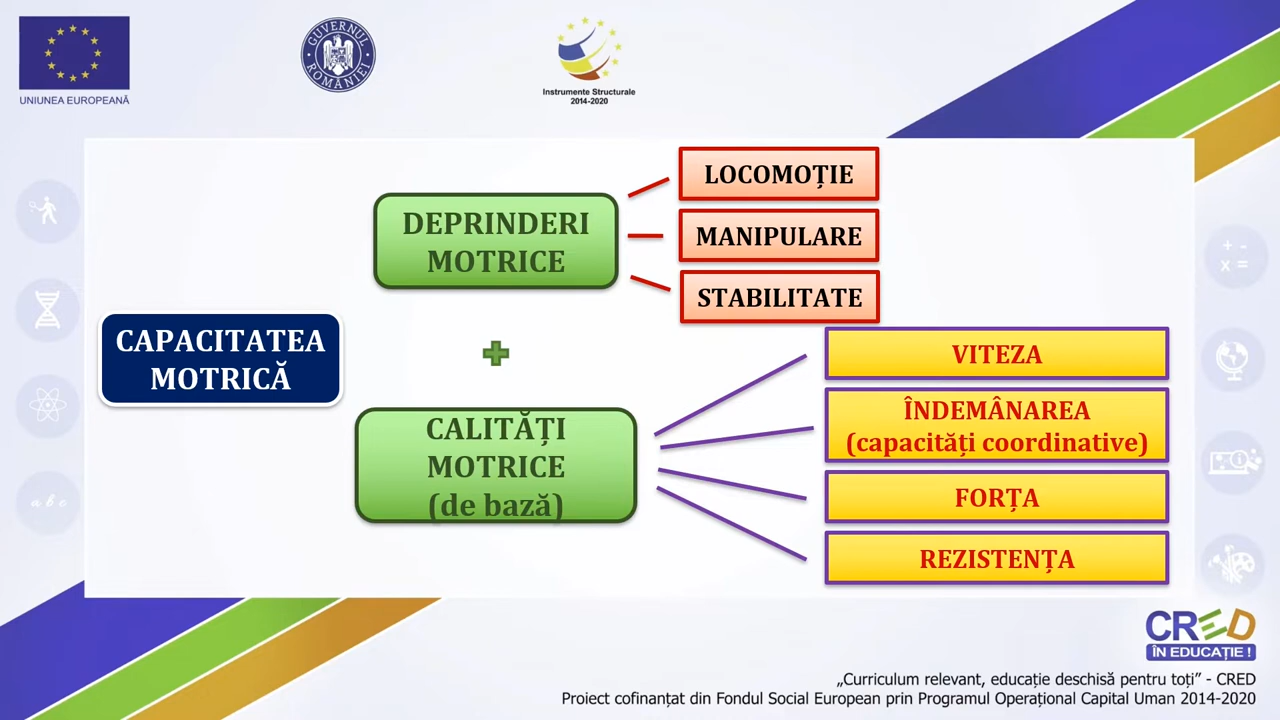 UNIUNEA EUROPEANĂ
GUVERNUL
ROMÂNIEI
Instrumente Structurale
2014-2020
LOCOMOȚIE
DEPRINDERI
MOTRICE
MANIPULARE
STABILITATE
CAPACITATEA
MOTRICĂ
VITEZA
CALITĂȚI
MOTRICE
(de bază)
ÎNDEMÂNAREA
(capacități coordinative)
FORȚA
REZISTENȚA
+ -
x =
a b c
CRED
ÎN EDUCAȚIE !
„Curriculum relevant, educație deschisă pentru toți” - CRED
Proiect cofinanțat din Fondul Social European prin Programul Operațional Capital Uman 2014-2020